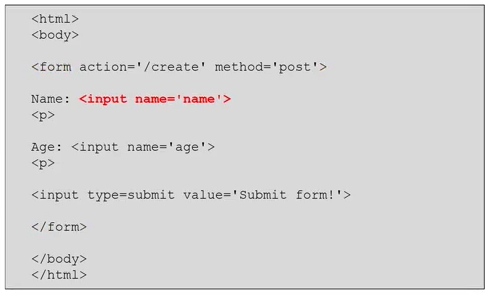 <html>
<body>
<form action='/create' method='post'>
Name: <input name='name'>
<p>
Age: <input name='age'>
<p>
<input type=submit value='Submit form!'>
</form>
</body>
</html>